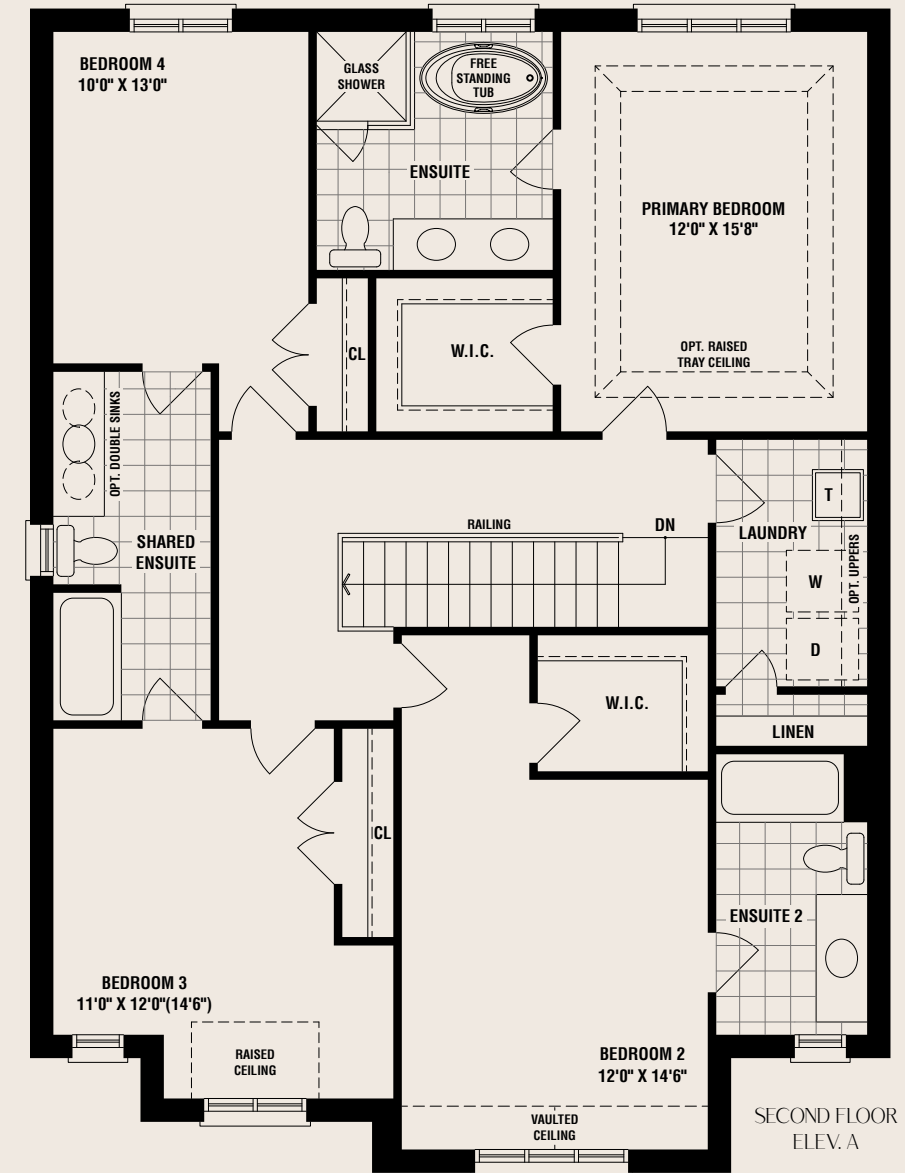 BEDROOM 4
10'0" X 13'0"
GLASS
SHOWER
FREE
STANDING
TUB
ENSUITE
PRIMARY BEDROOM
12'0" X 15'8"
OPT. RAISED
TRAY CEILING
CL
W.I.C.
OPT. DOUBLE SINKS
SHARED
ENSUITE
RAILING
DN
LAUNDRY
T
W
D
OPT. UPPERS
W.I.C.
LINEN
CL
ENSUITE 2
BEDROOM 3
11'0" X 12'0"(14'6")
RAISED
CEILING
BEDROOM 2
12'0" X 14'6"
VAULTED
CEILING
SECOND FLOOR
ELEV. A